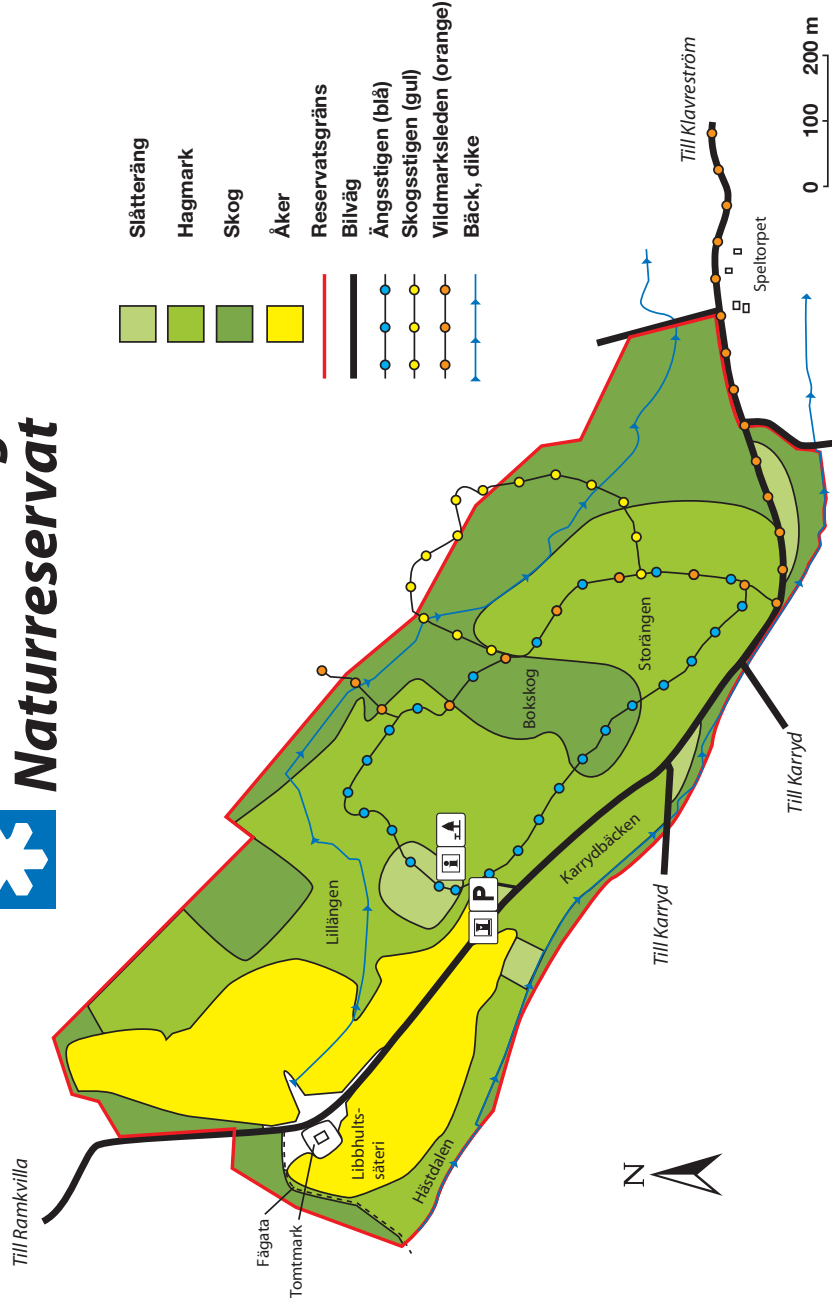 Naturreservat
Slåtteräng
Hagmark
Skog
Åker
Reservatsgräns
Bilväg
Ängsstigen (blå)
Skogsstigen (gul)
Vildmarksleden (orange)
Bäck, dike
Till Ramkvilla
Fägata
Tomtmark
Libbhults-
säteri
Hästdalen
Lillängen
i
P
Karrydbäcken
Bokskog
Storängen
Till Karryd
Till Karryd
Speltorpet
Till Klavreström
N
0 100 200 m